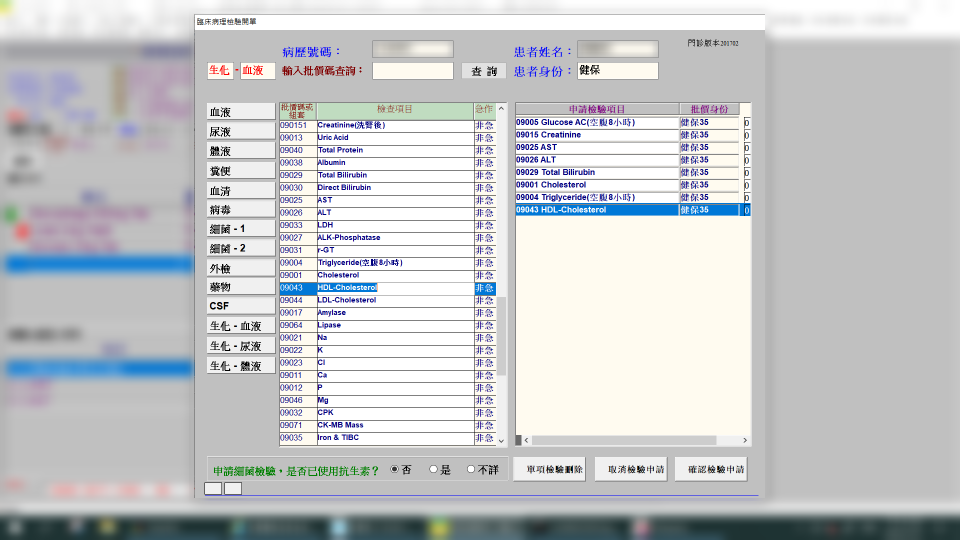 臨床病理檢驗開單
病歷號碼：
患者姓名：
門診版本201702
生化 - 血液
輸入批價碼查詢：
查 詢
患者身份：
健保
血液
尿液
體液
糞便
血清
病毒
細菌 - 1
細菌 - 2
外檢
藥物
CSF
生化 - 血液
生化 - 尿液
生化 - 體液
批價碼或組套 檢查項目 急作
090151 Creatinine(洗腎後) 非急
09013 Uric Acid 非急
09040 Total Protein 非急
09038 Albumin 非急
09029 Total Bilirubin 非急
09030 Direct Bilirubin 非急
09025 AST 非急
09026 ALT 非急
09033 LDH 非急
09027 ALK-Phosphatase 非急
09031 r-GT 非急
09004 Triglyceride(空腹8小時) 非急
09001 Cholesterol 非急
09043 HDL-Cholesterol 非急
09044 LDL-Cholesterol 非急
09017 Amylase 非急
09064 Lipase 非急
09021 Na 非急
09022 K 非急
09023 Cl 非急
09011 Ca 非急
09012 P 非急
09046 Mg 非急
09032 CPK 非急
09071 CK-MB Mass 非急
09035 Iron & TIBC 非急
申請檢驗項目 批價身份
09005 Glucose AC(空腹8小時) 健保35 0
09015 Creatinine 健保35 0
09025 AST 健保35 0
09026 ALT 健保35 0
09029 Total Bilirubin 健保35 0
09001 Cholesterol 健保35 0
09004 Triglyceride(空腹8小時) 健保35 0
09043 HDL-Cholesterol 健保35 0
申請細菌檢驗，是否已使用抗生素？ 否 是 不詳
單項檢驗刪除
取消檢驗申請
確認檢驗申請